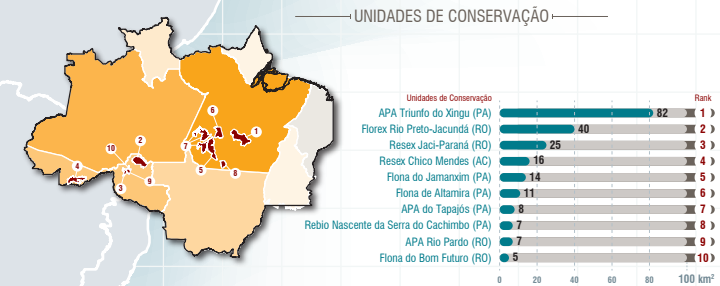 UNIDADES DE CONSERVAÇÃO
Unidades de Conservação Rank
APA Triunfo do Xingu (PA) 82 1
Florex Rio Preto-Jacundá (RO) 40 2
Resex Jaci-Paraná (RO) 25 3
Resex Chico Mendes (AC) 16 4
Flona do Jamanxim (PA) 14 5
Flona de Altamira (PA) 11 6
APA do Tapajós (PA) 8 7
Rebio Nascente da Serra do Cachimbo (PA) 7 8
APA Rio Pardo (RO) 7 9
Flona do Bom Futuro (RO) 5 10
0 20 40 60 80 100 km²
6
1
2
10
7
4
9
5
8
3